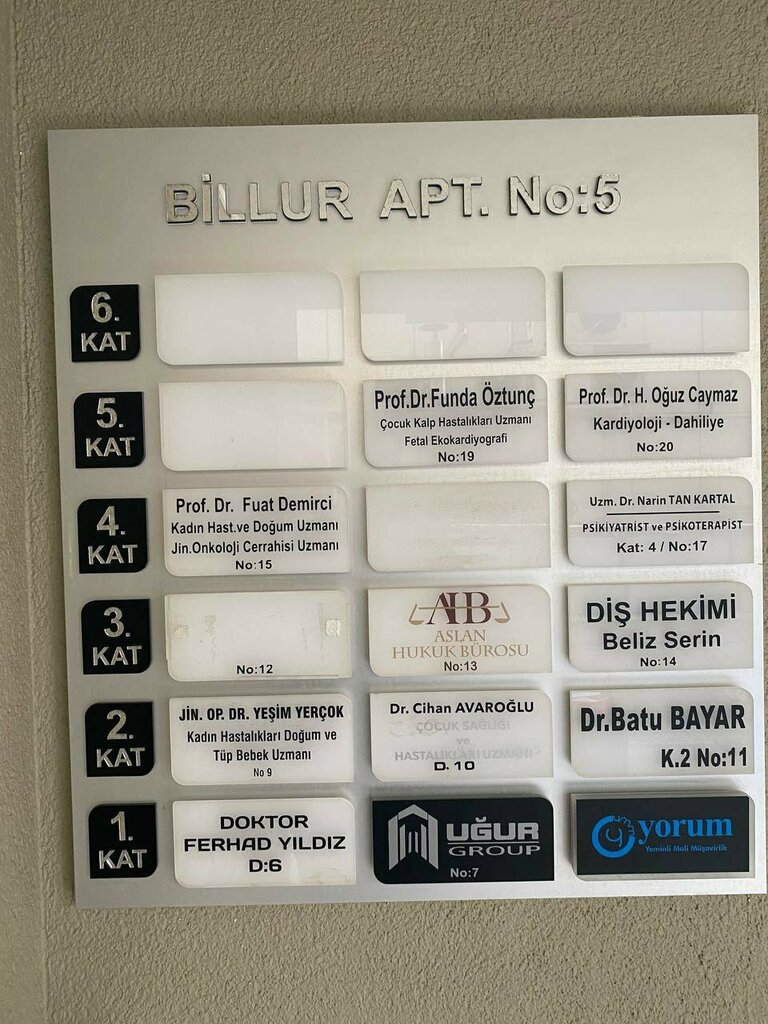 BİLLUR APT. No:5
6.
KAT
5.
KAT
Prof.Dr.Funda Öztunç
Çocuk Kalp Hastalıkları Uzmanı
Fetal Ekokardiyografi
No:19
Prof. Dr. H. Oğuz Caymaz
Kardiyoloji - Dahiliye
No:20
4.
KAT
Prof. Dr. Fuat Demirci
Kadın Hast.ve Doğum Uzmanı
Jin.Onkoloji Cerrahisi Uzmanı
No:15
Uzm. Dr. Narin TAN KARTAL
PSİKİYATRİST ve PSİKOTERAPİST
Kat: 4 / No:17
3.
KAT
No:12
AHB
ASLAN
HUKUK BÜROSU
No:13
DİŞ HEKİMİ
Beliz Serin
No:14
2.
KAT
JİN. OP. DR. YEŞİM YERÇOK
Kadın Hastalıkları Doğum ve
Tüp Bebek Uzmanı
No 9
Dr. Cihan AVAROĞLU
ÇOCUK SAĞLIĞI
ve
HASTALIKLARI UZMANI
D. 10
Dr.Batu BAYAR
K.2 No:11
1.
KAT
DOKTOR
FERHAD YILDIZ
D:6
UĞUR
GROUP
No:7
yorum
Yeminli Mali Müşavirlik